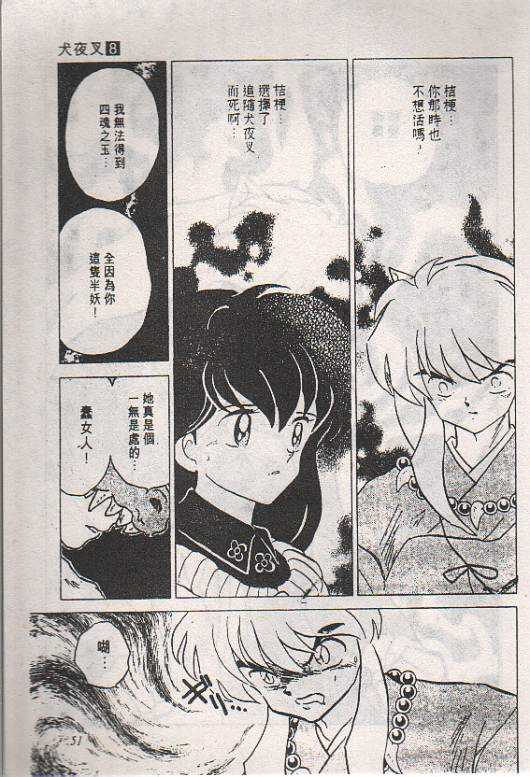 犬夜叉8
桔梗…
你那時也
不想活嗎！
桔梗…
選擇了
追隨犬夜叉
而死啊…
我無法得到
四魂之玉…
全因為你
這隻半妖！
她真是個
一無是處的…
蠢女人！
嘲…
51